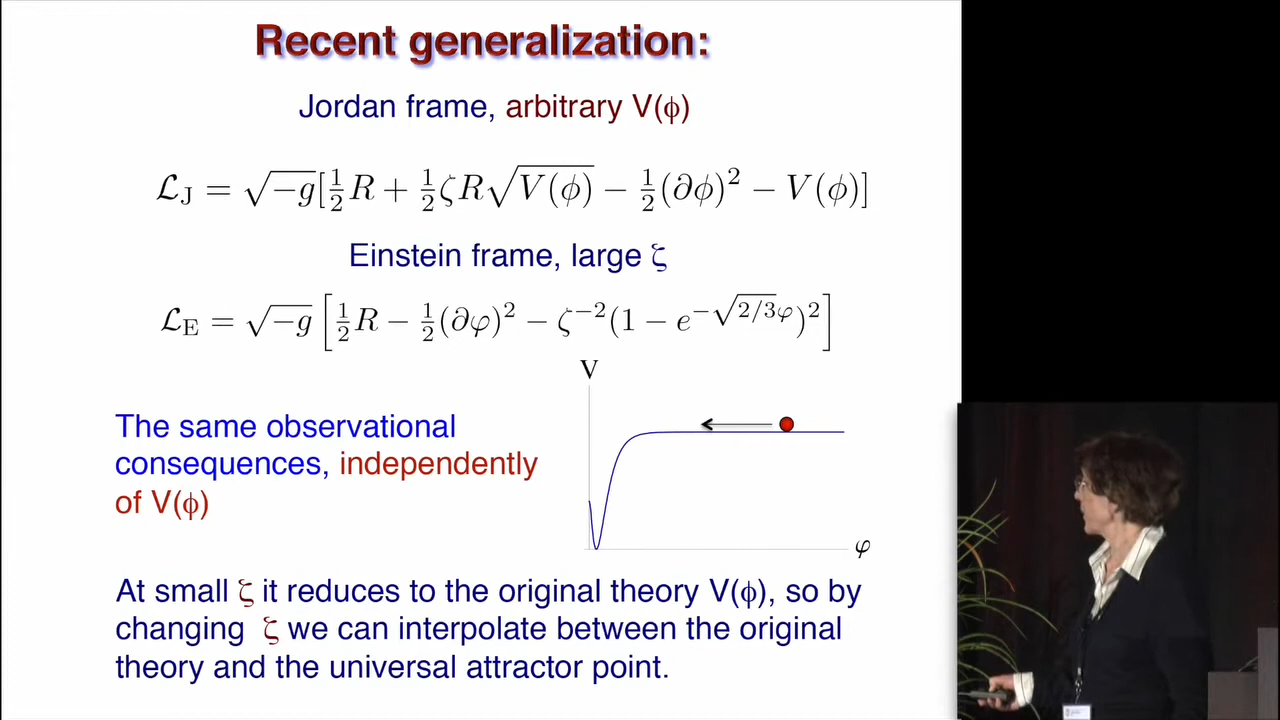 Recent generalization:
Jordan frame, arbitrary V(ϕ)
ℒ_J = √−g[½R + ½ζR√V(ϕ) − ½(∂ϕ)² − V(ϕ)]
Einstein frame, large ζ
ℒ_E = √−g [½R − ½(∂φ)² − ζ⁻²(1 − e^{−√2/3φ})²]
V
The same observational
consequences, independently
of V(ϕ)
φ
At small ζ it reduces to the original theory V(ϕ), so by
changing ζ we can interpolate between the original
theory and the universal attractor point.